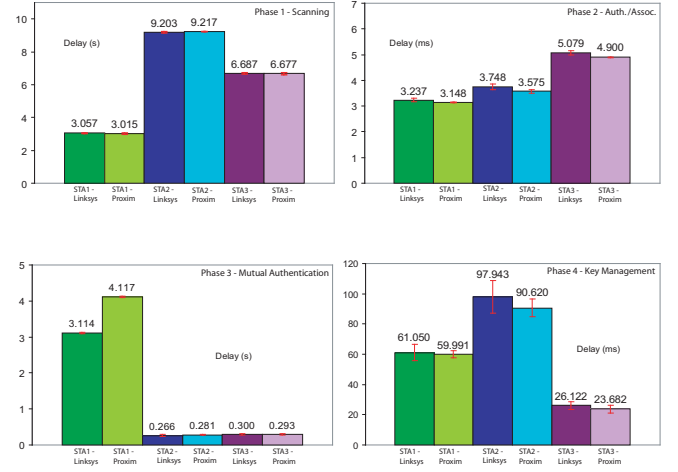 Phase 1 - Scanning
Delay (s)
10
8
6
4
2
0
3.057
3.015
9.203
9.217
6.687
6.677
STA1 -
Linksys
STA1 -
Proxim
STA2 -
Linksys
STA2 -
Proxim
STA3 -
Linksys
STA3 -
Proxim
Phase 2 - Auth./Assoc.
Delay (ms)
7
6
5
4
3
2
1
0
3.237
3.148
3.748
3.575
5.079
4.900
STA1 -
Linksys
STA1 -
Proxim
STA2 -
Linksys
STA2 -
Proxim
STA3 -
Linksys
STA3 -
Proxim
Phase 3 - Mutual Authentication
Delay (s)
5
4
3
2
1
0
3.114
4.117
0.266
0.281
0.300
0.293
STA1 -
Linksys
STA1 -
Proxim
STA2 -
Linksys
STA2 -
Proxim
STA3 -
Linksys
STA3 -
Proxim
Phase 4 - Key Management
Delay (ms)
120
100
80
60
40
20
0
61.050
59.991
97.943
90.620
26.122
23.682
STA1 -
Linksys
STA1 -
Proxim
STA2 -
Linksys
STA2 -
Proxim
STA3 -
Linksys
STA3 -
Proxim